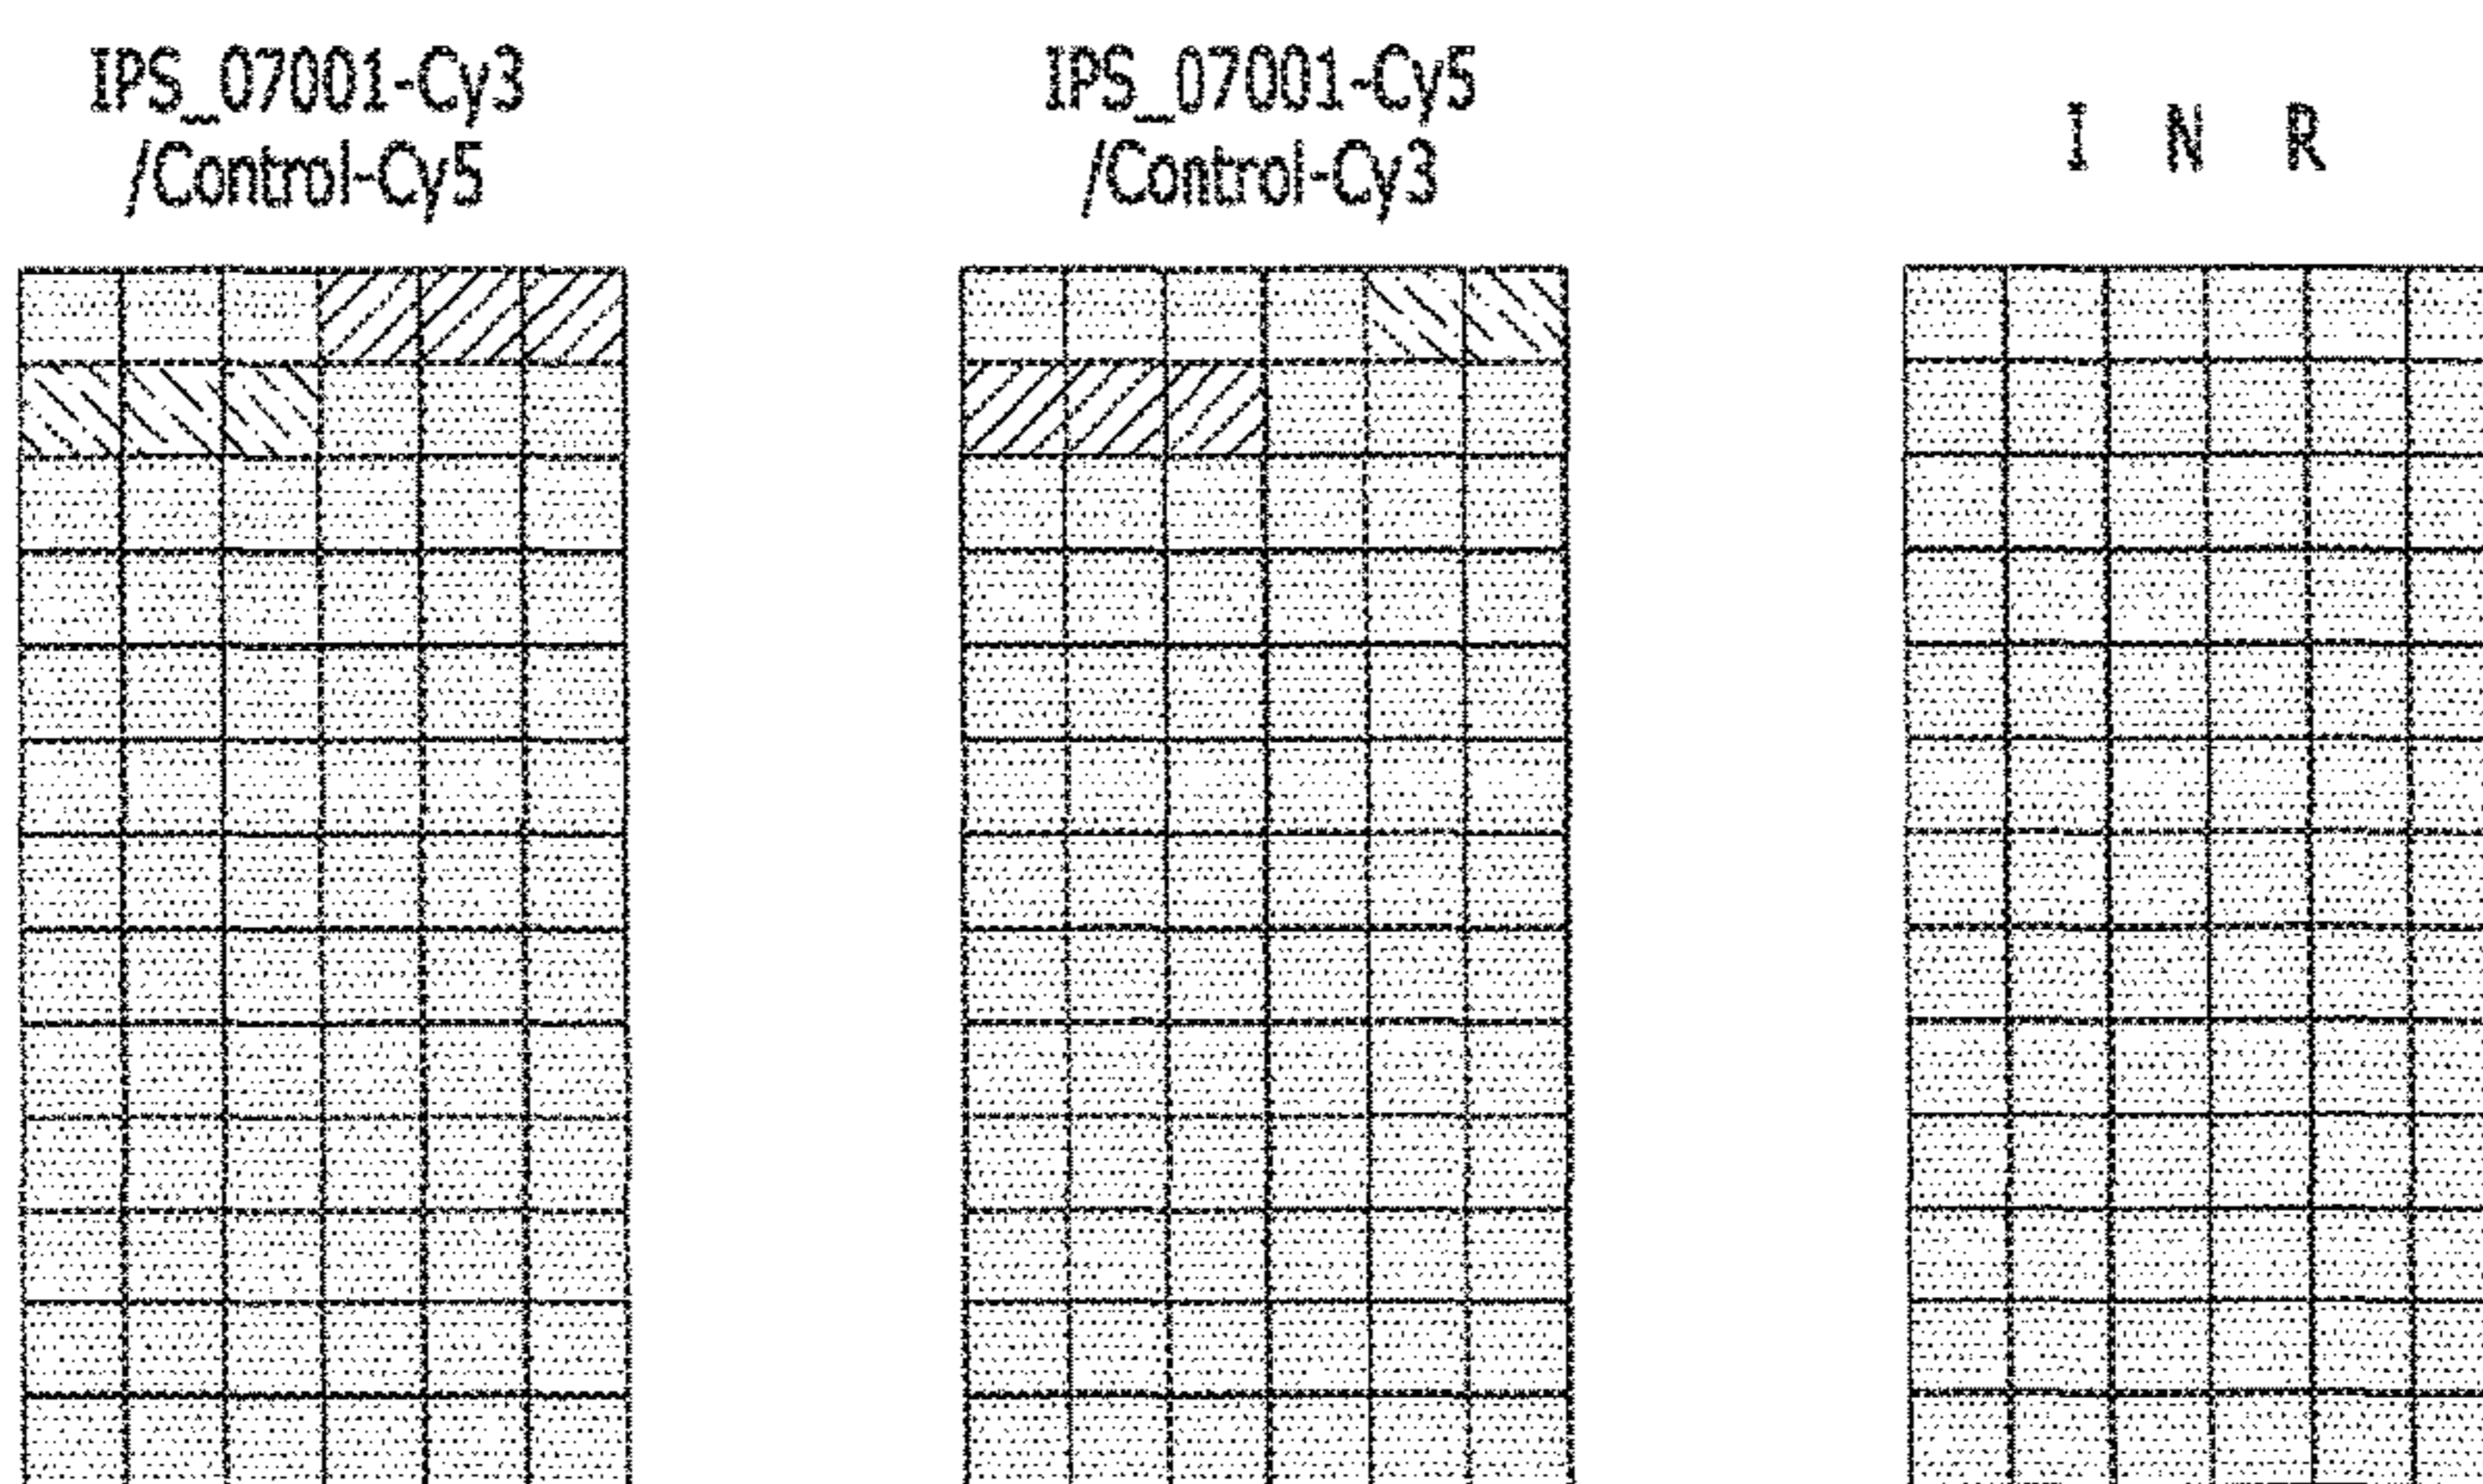 IPS_07001-Cy3
/Control-Cy5
IPS_07001-Cy5
/Control-Cy3
I N R